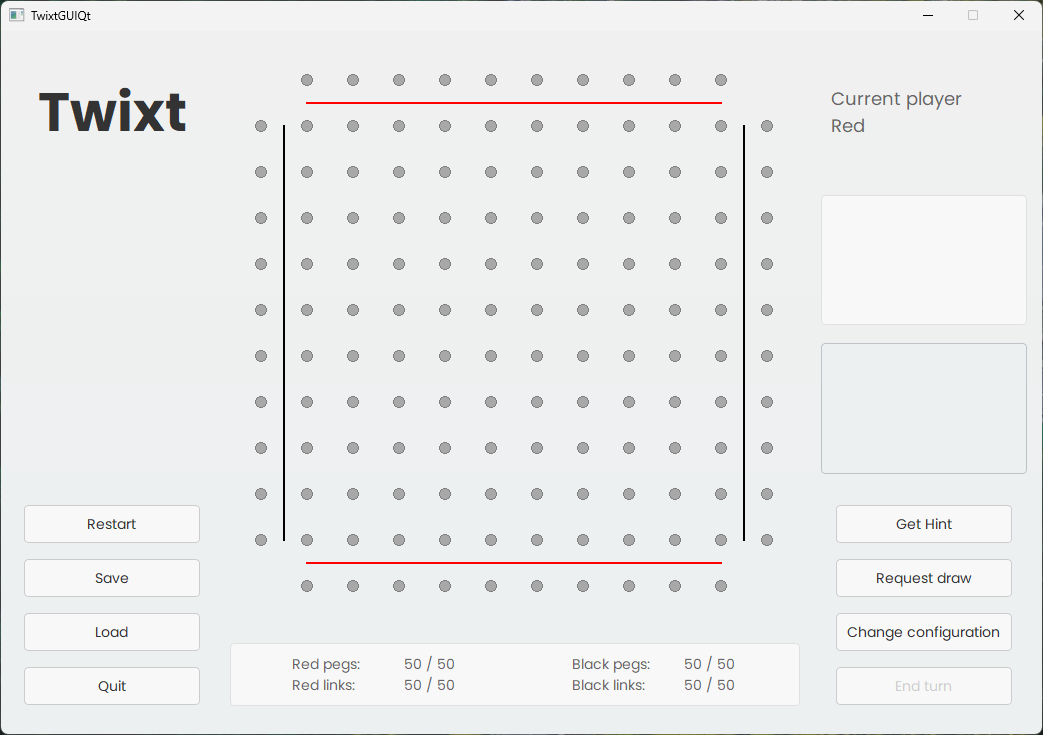 TwixtGUIQt
Twixt
Current player
Red
Restart
Save
Load
Quit
Get Hint
Request draw
Change configuration
End turn
Red pegs: 50 / 50
Red links: 50 / 50
Black pegs: 50 / 50
Black links: 50 / 50